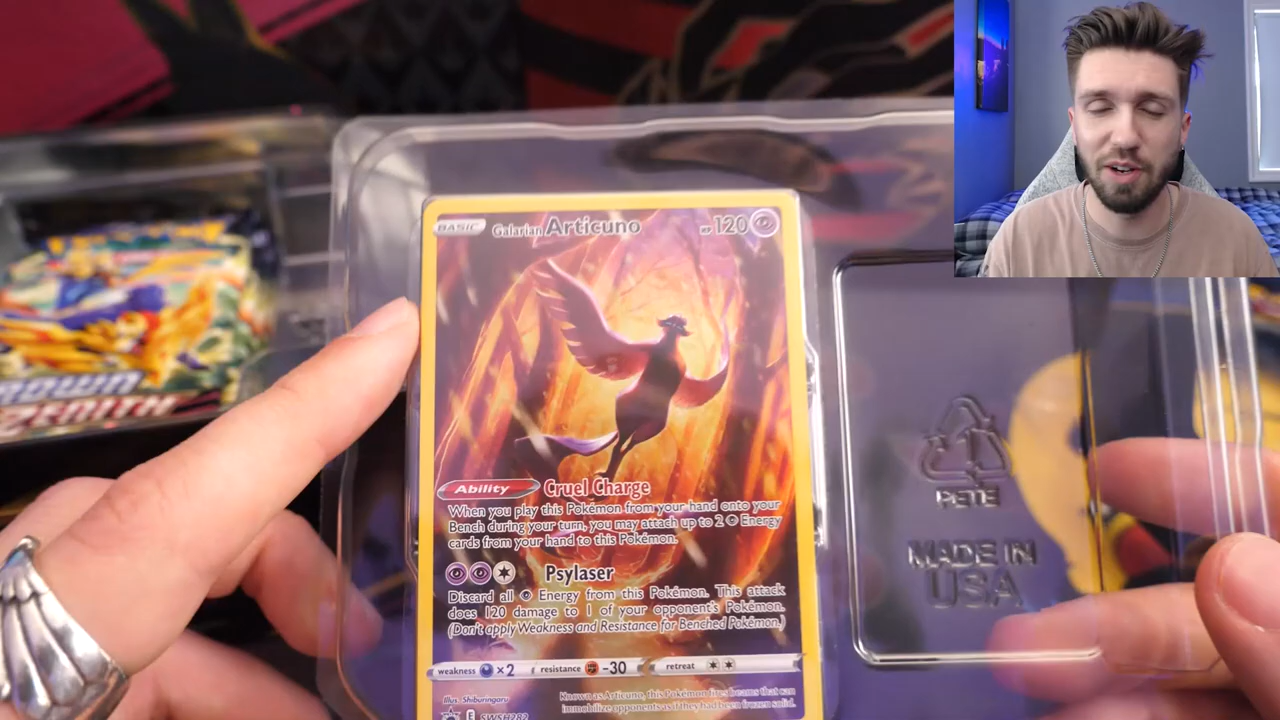 BASIC Galarian Articuno HP 120
Ability Cruel Charge
When you play this Pokémon from your hand onto your
Bench during your turn, you may attach up to 2 Energy
cards from your hand to this Pokémon.
Psylaser
Discard all Energy from this Pokémon. This attack
does 120 damage to 1 of your opponent's Pokémon.
(Don't apply Weakness and Resistance for Benched Pokémon.)
weakness ×2 resistance -30 retreat
Illus. Shiburingaru
Known as Articuno, this Pokémon fires beams that can
immobilize opponents as if they had been frozen solid.
E SWSH282
CROWN
ZENITH
PETE
MADE IN
USA